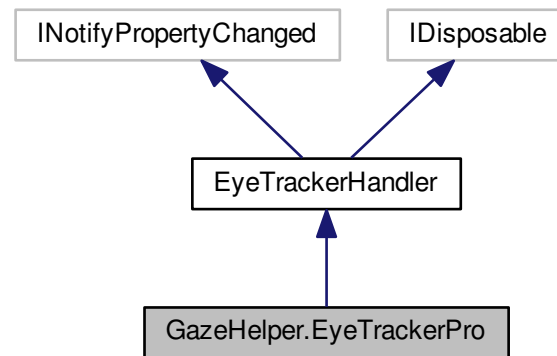 INotifyPropertyChanged
IDisposable
EyeTrackerHandler
GazeHelper.EyeTrackerPro